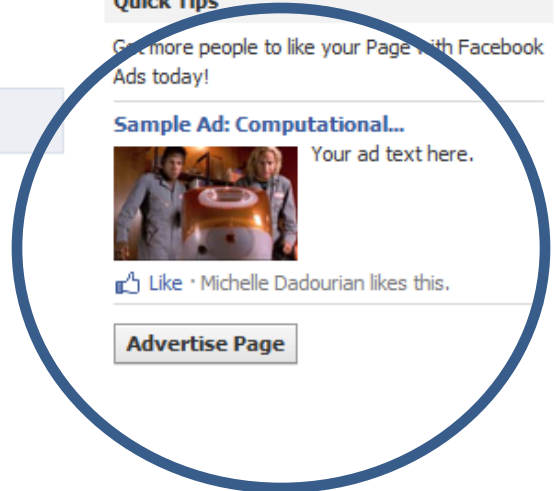 Quick Tips
Get more people to like your Page with Facebook
Ads today!
Sample Ad: Computational...
Your ad text here.
Like · Michelle Dadourian likes this.
Advertise Page